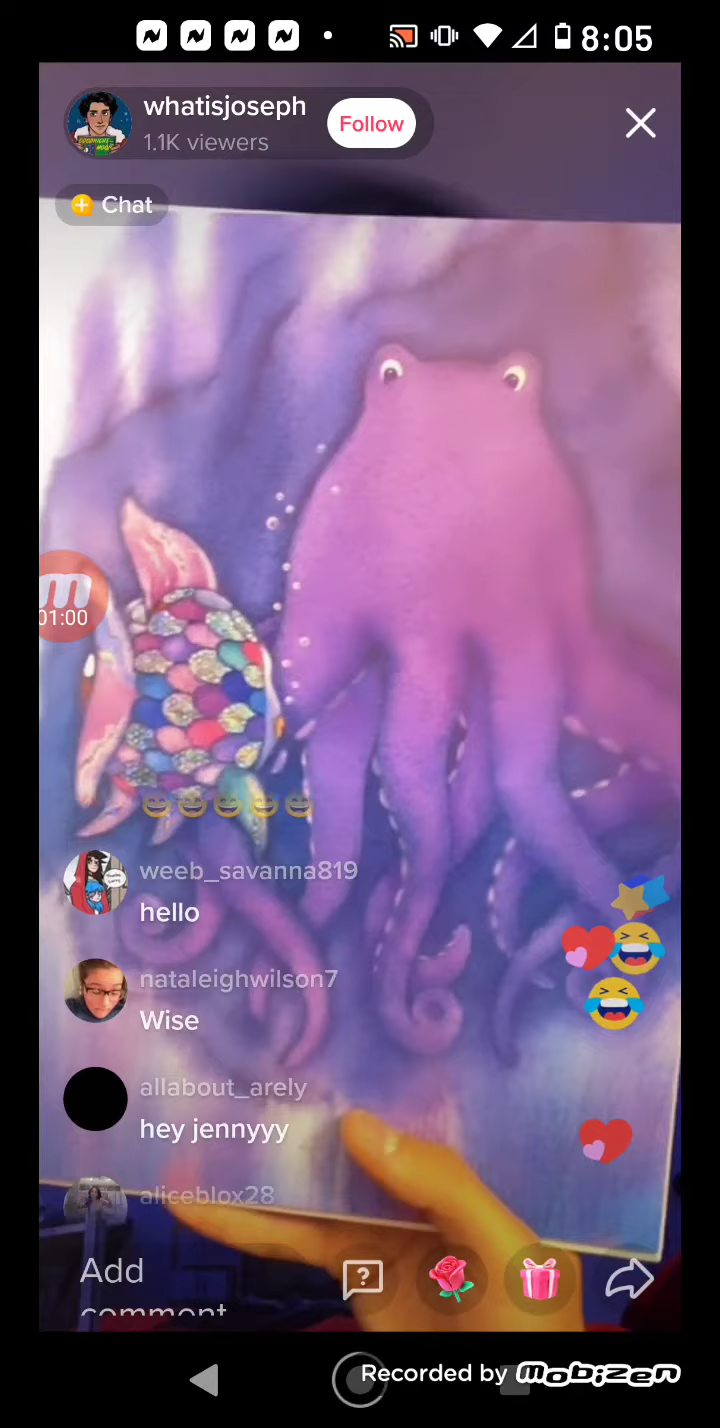 8:05
whatisjoseph
1.1K viewers
Follow
Chat
01:00
weeb_savanna819
hello
nataleighwilson7
Wise
allabout_arely
hey jennyyy
aliceblox28
Add
comment
Recorded by mobizen